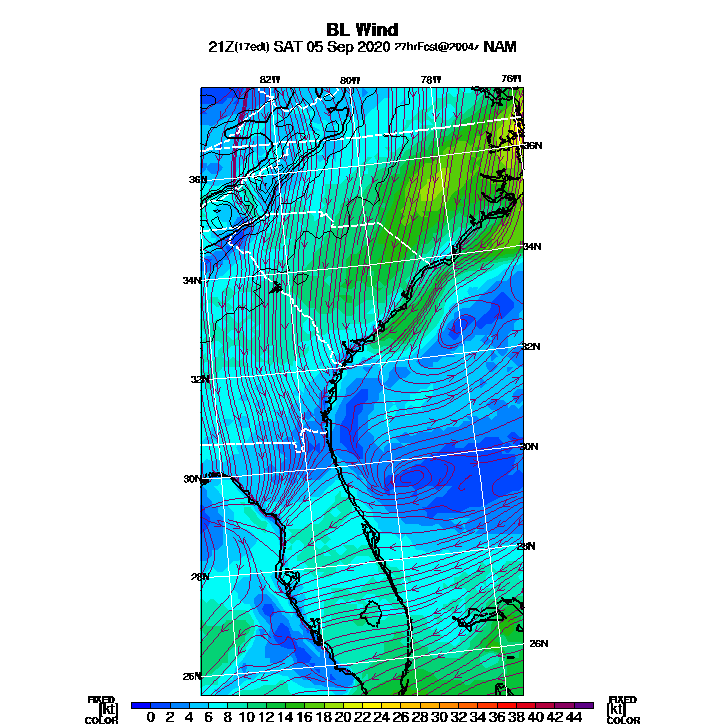 BL Wind
21Z(17edt) SAT 05 Sep 2020 27hrFcst@2004z NAM
82W 80W 78W 76W
36N 36N
34N 34N
32N 32N
30N 30N
28N 28N
26N 26N
FIXED FIXED
[kt] 0 2 4 6 8 10 12 14 16 18 20 22 24 26 28 30 32 34 36 38 40 42 44 [kt]
COLOR COLOR